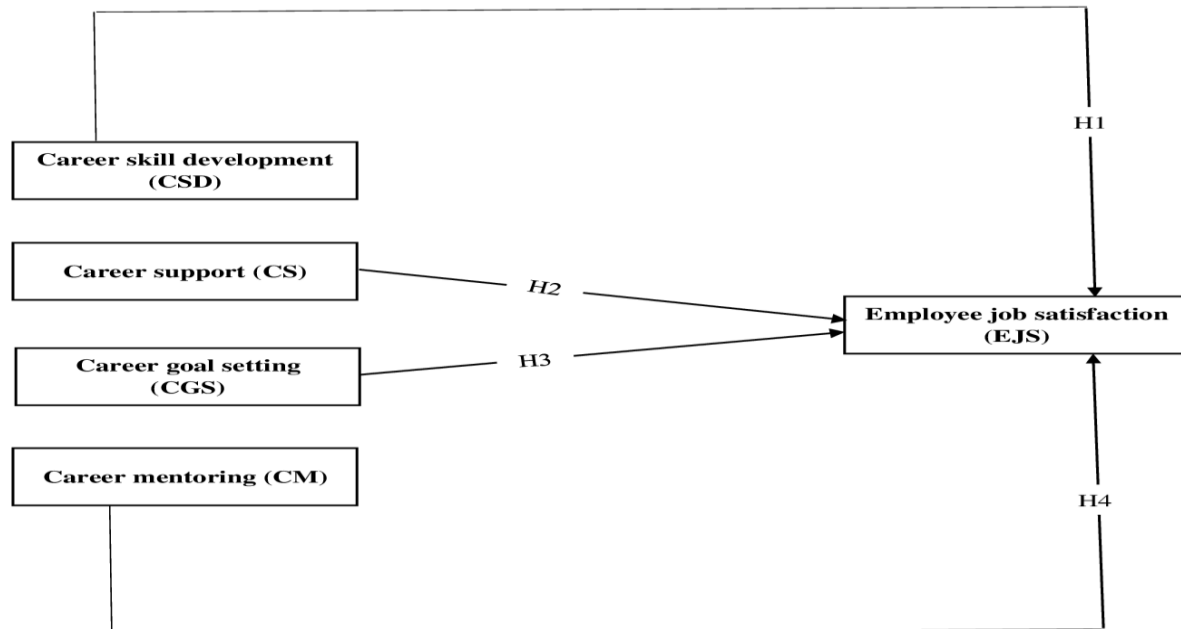 H1
Career skill development
(CSD)
Career support (CS)
H2
Employee job satisfaction
(EJS)
Career goal setting
(CGS)
H3
Career mentoring (CM)
H4